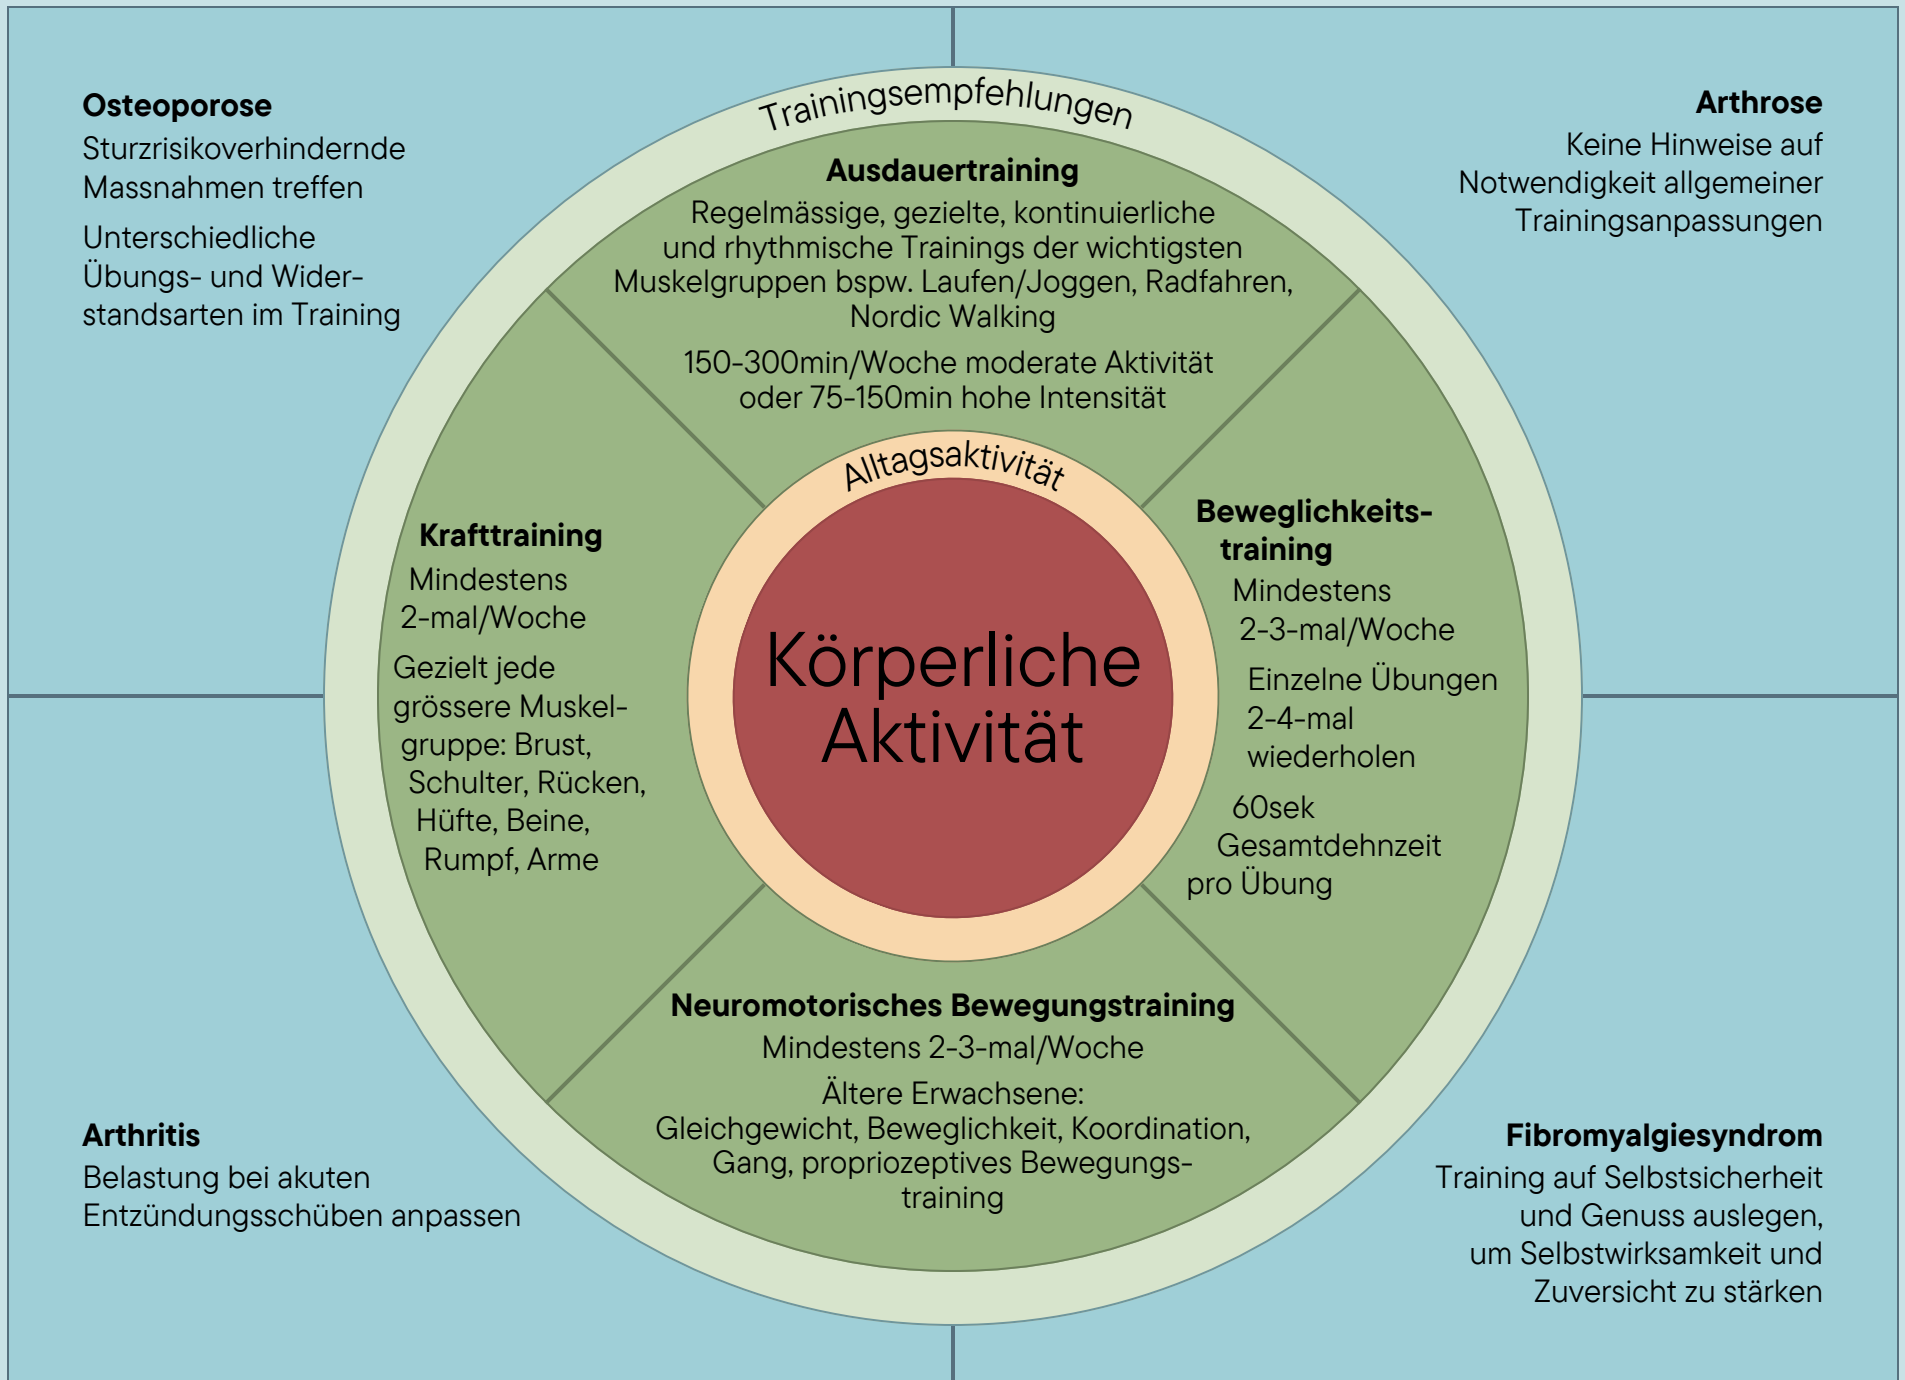 Osteoporose
Sturzrisikoverhindernde
Massnahmen treffen
Unterschiedliche
Übungs- und Wider-
standsarten im Training
Arthrose
Keine Hinweise auf
Notwendigkeit allgemeiner
Trainingsanpassungen
Trainingsempfehlungen
Ausdauertraining
Regelmässige, gezielte, kontinuierliche
und rhythmische Trainings der wichtigsten
Muskelgruppen bspw. Laufen/Joggen, Radfahren,
Nordic Walking
150-300min/Woche moderate Aktivität
oder 75-150min hohe Intensität
Alltagsaktivität
Körperliche
Aktivität
Krafttraining
Mindestens
2-mal/Woche
Gezielt jede
grössere Muskel-
gruppe: Brust,
Schulter, Rücken,
Hüfte, Beine,
Rumpf, Arme
Beweglichkeits-
training
Mindestens
2-3-mal/Woche
Einzelne Übungen
2-4-mal
wiederholen
60sek
Gesamtdehnzeit
pro Übung
Neuromotorisches Bewegungstraining
Mindestens 2-3-mal/Woche
Ältere Erwachsene:
Gleichgewicht, Beweglichkeit, Koordination,
Gang, propriozeptives Bewegungs-
training
Arthritis
Belastung bei akuten
Entzündungsschüben anpassen
Fibromyalgiesyndrom
Training auf Selbstsicherheit
und Genuss auslegen,
um Selbstwirksamkeit und
Zuversicht zu stärken